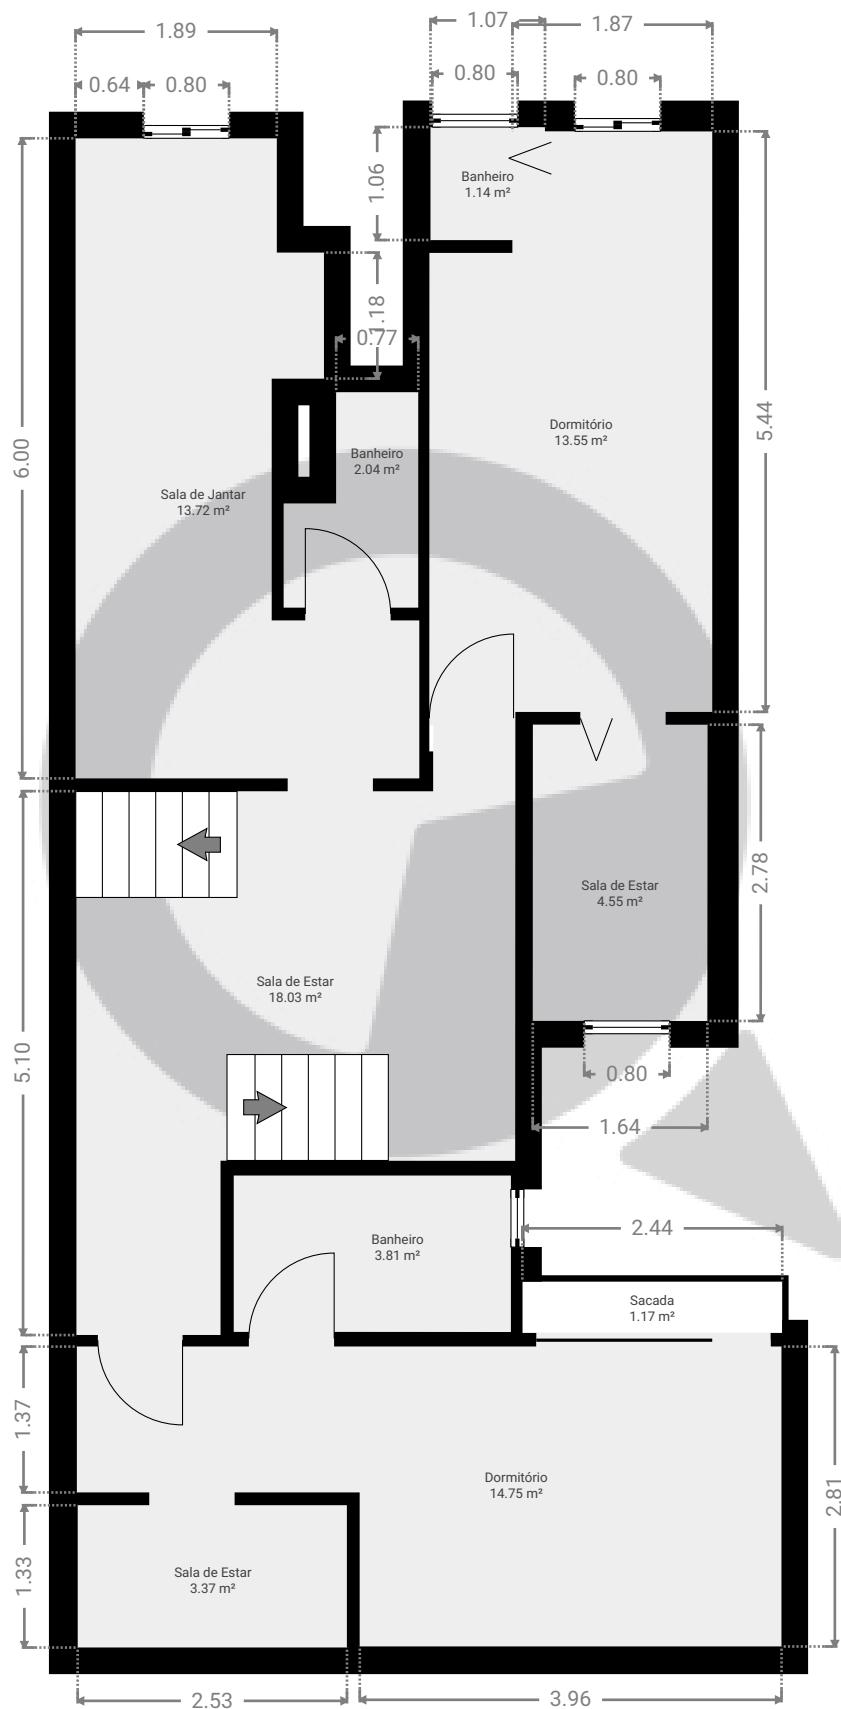 1.07
1.89
1.87
0.64
0.80
0.80
0.80
1.06
Banheiro
1.14 m²
6.00
1.18
0.77
5.44
Dormitório
13.55 m²
Banheiro
2.04 m²
Sala de Jantar
13.72 m²
2.78
Sala de Estar
4.55 m²
Sala de Estar
18.03 m²
5.10
0.80
1.64
2.44
Banheiro
3.81 m²
Sacada
1.17 m²
1.37
Dormitório
14.75 m²
2.81
1.33
Sala de Estar
3.37 m²
2.53
3.96